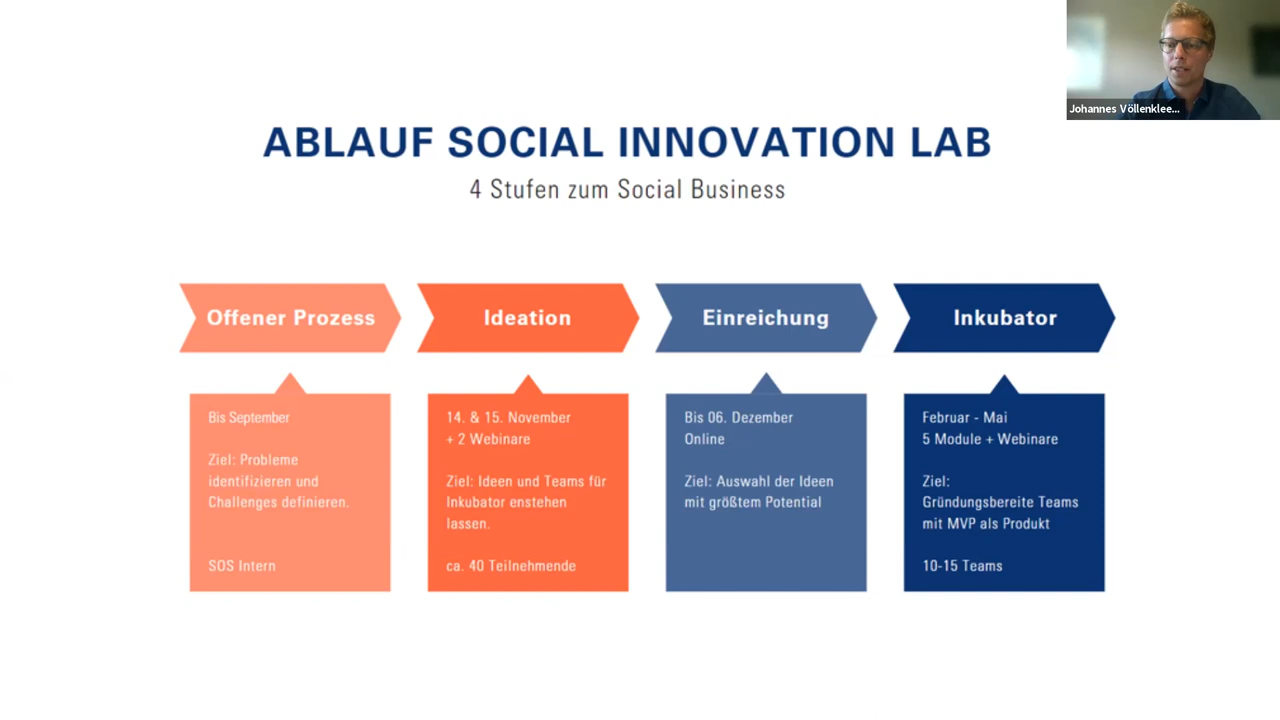 Johannes Völlenklee...
ABLAUF SOCIAL INNOVATION LAB
4 Stufen zum Social Business
Offener Prozess
Bis September
Ziel: Probleme
identifizieren und
Challenges definieren.
SOS Intern
Ideation
14. & 15. November
+ 2 Webinare
Ziel: Ideen und Teams für
Inkubator enstehen
lassen.
ca. 40 Teilnehmende
Einreichung
Bis 06. Dezember
Online
Ziel: Auswahl der Ideen
mit größtem Potential
Inkubator
Februar - Mai
5 Module + Webinare
Ziel:
Gründungsbereite Teams
mit MVP als Produkt
10-15 Teams